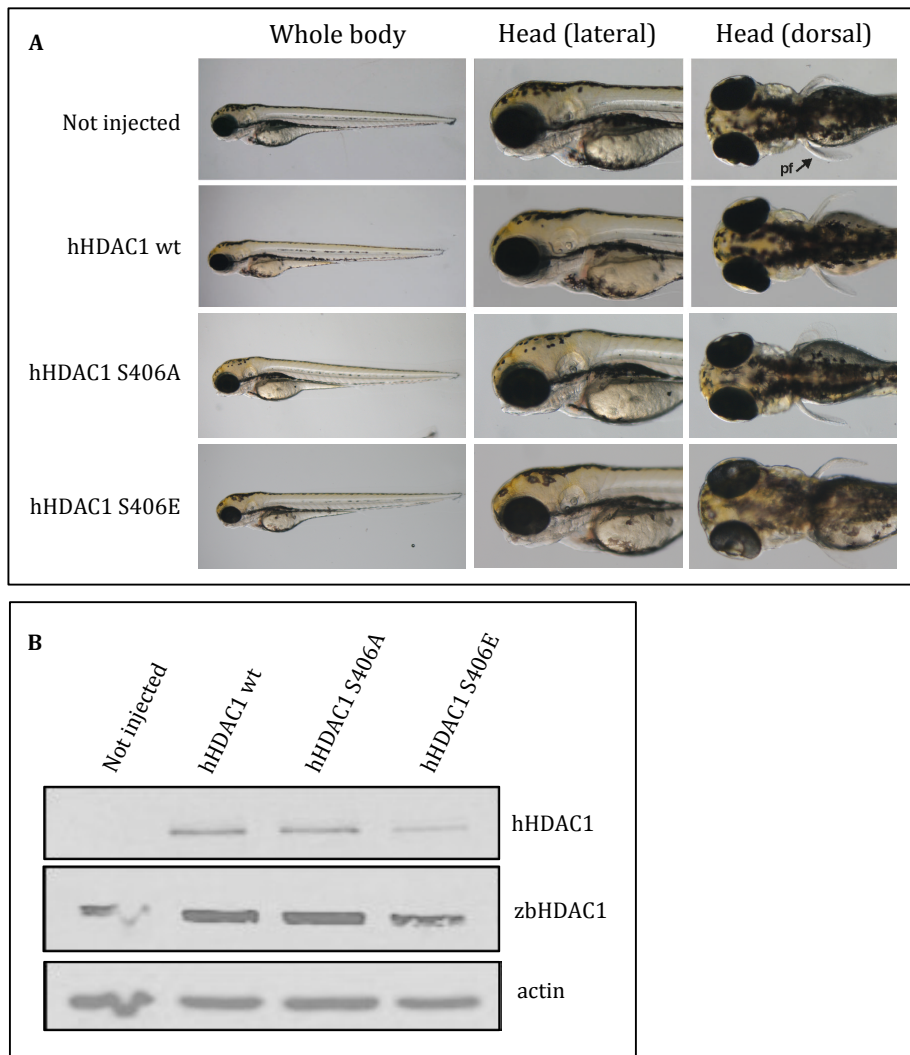 A
Whole body
Head (lateral)
Head (dorsal)
Not injected
pf
hHDAC1 wt
hHDAC1 S406A
hHDAC1 S406E
B
Not injected
hHDAC1 wt
hHDAC1 S406A
hHDAC1 S406E
hHDAC1
zbHDAC1
actin